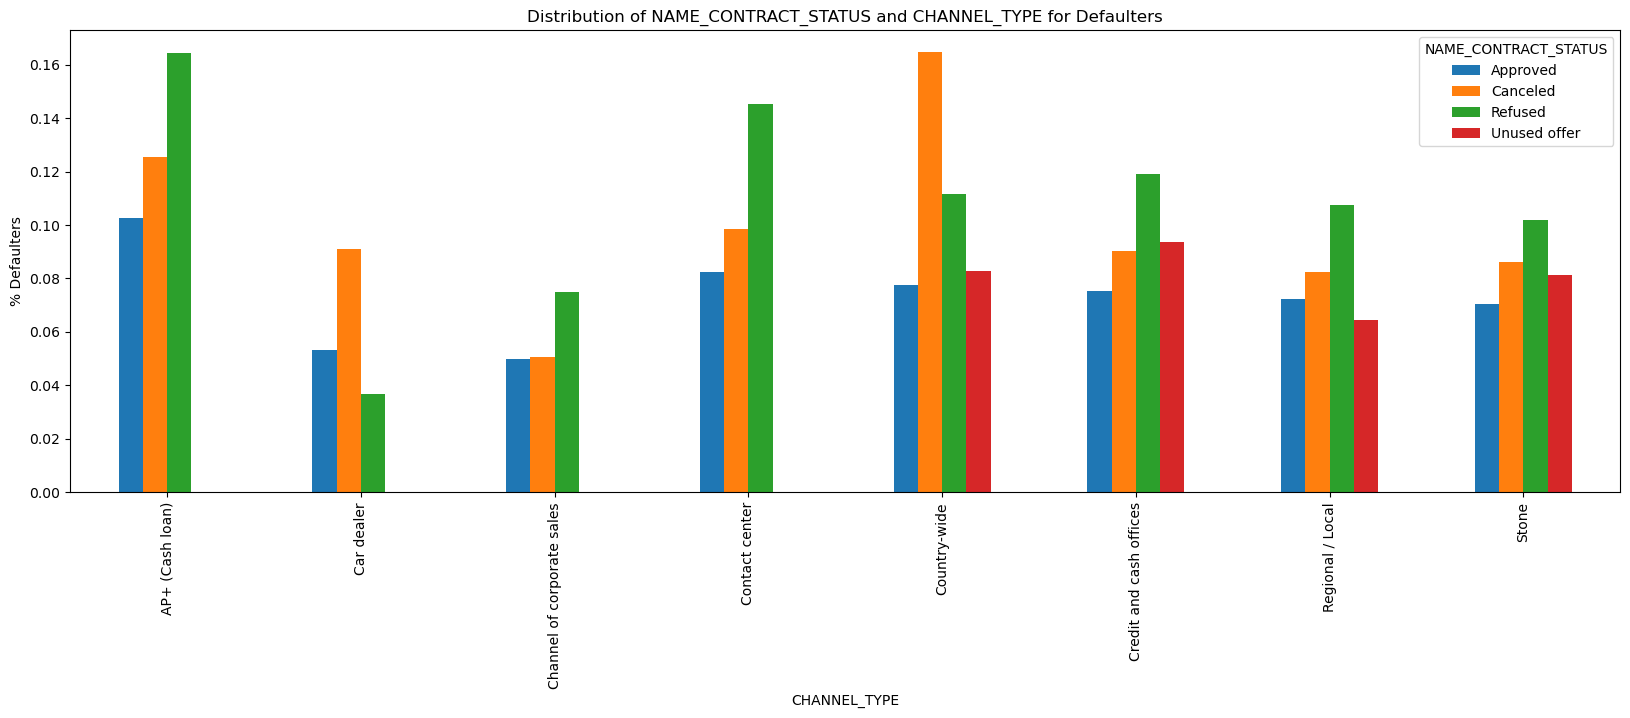 Distribution of NAME_CONTRACT_STATUS and CHANNEL_TYPE for Defaulters
NAME_CONTRACT_STATUS
Approved
Canceled
Refused
Unused offer
% Defaulters
0.16
0.14
0.12
0.10
0.08
0.06
0.04
0.02
0.00
AP+ (Cash loan)
Car dealer
Channel of corporate sales
Contact center
Country-wide
Credit and cash offices
Regional / Local
Stone
CHANNEL_TYPE